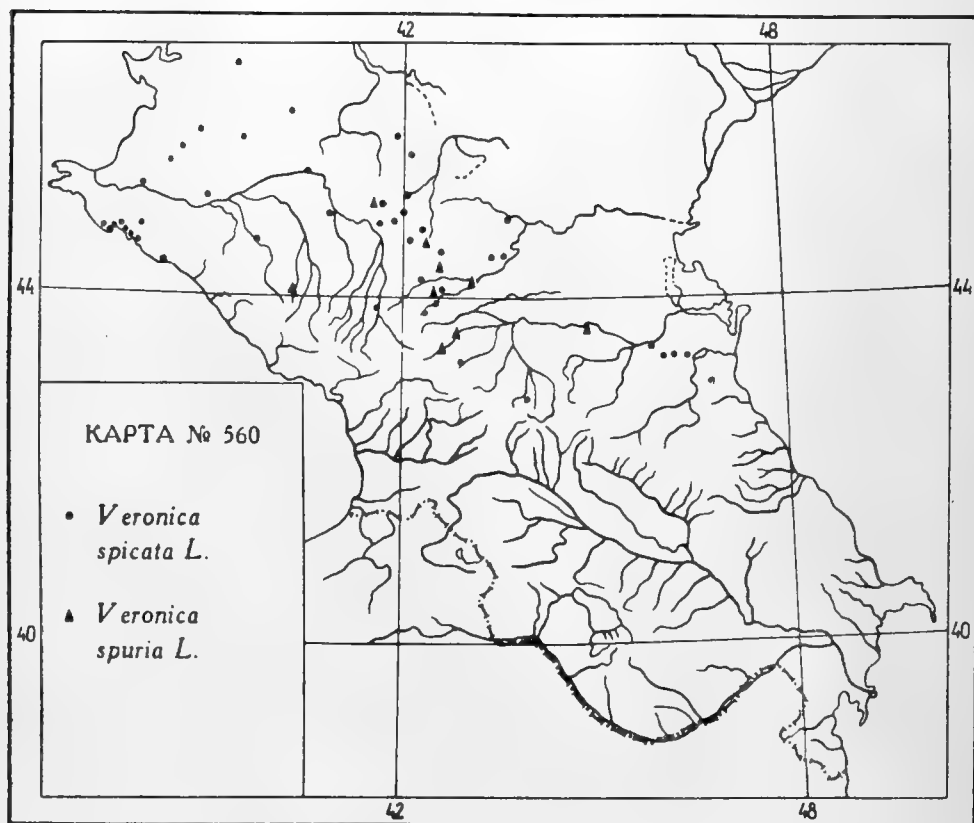 42 48
44 44
КАРТА № 560
Veronica
spicata L.
Veronica
spuria L.
40 40
42 48